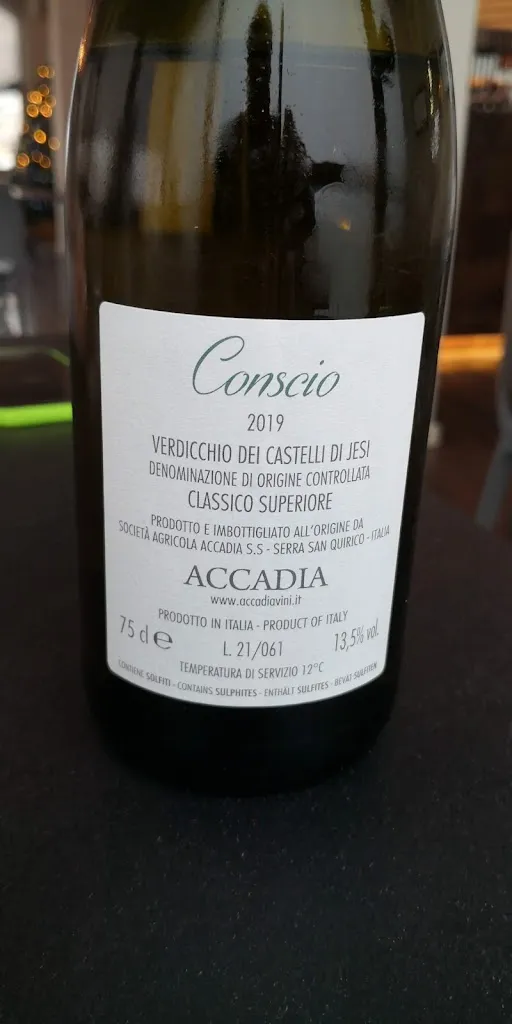 Conscio
2019
VERDICCHIO DEI CASTELLI DI JESI
DENOMINAZIONE DI ORIGINE CONTROLLATA
CLASSICO SUPERIORE
PRODOTTO E IMBOTTIGLIATO ALL'ORIGINE DA
SOCIETÀ AGRICOLA ACCADIA S.S - SERRA SAN QUIRICO - ITALIA
ACCADIA
www.accadiavini.it
PRODOTTO IN ITALIA - PRODUCT OF ITALY
75 cl e L. 21/061 13,5% vol.
TEMPERATURA DI SERVIZIO 12°C
CONTIENE SOLFITI - CONTAINS SULPHITES - ENTHÄLT SULFITES - BEVAT SULFITEN